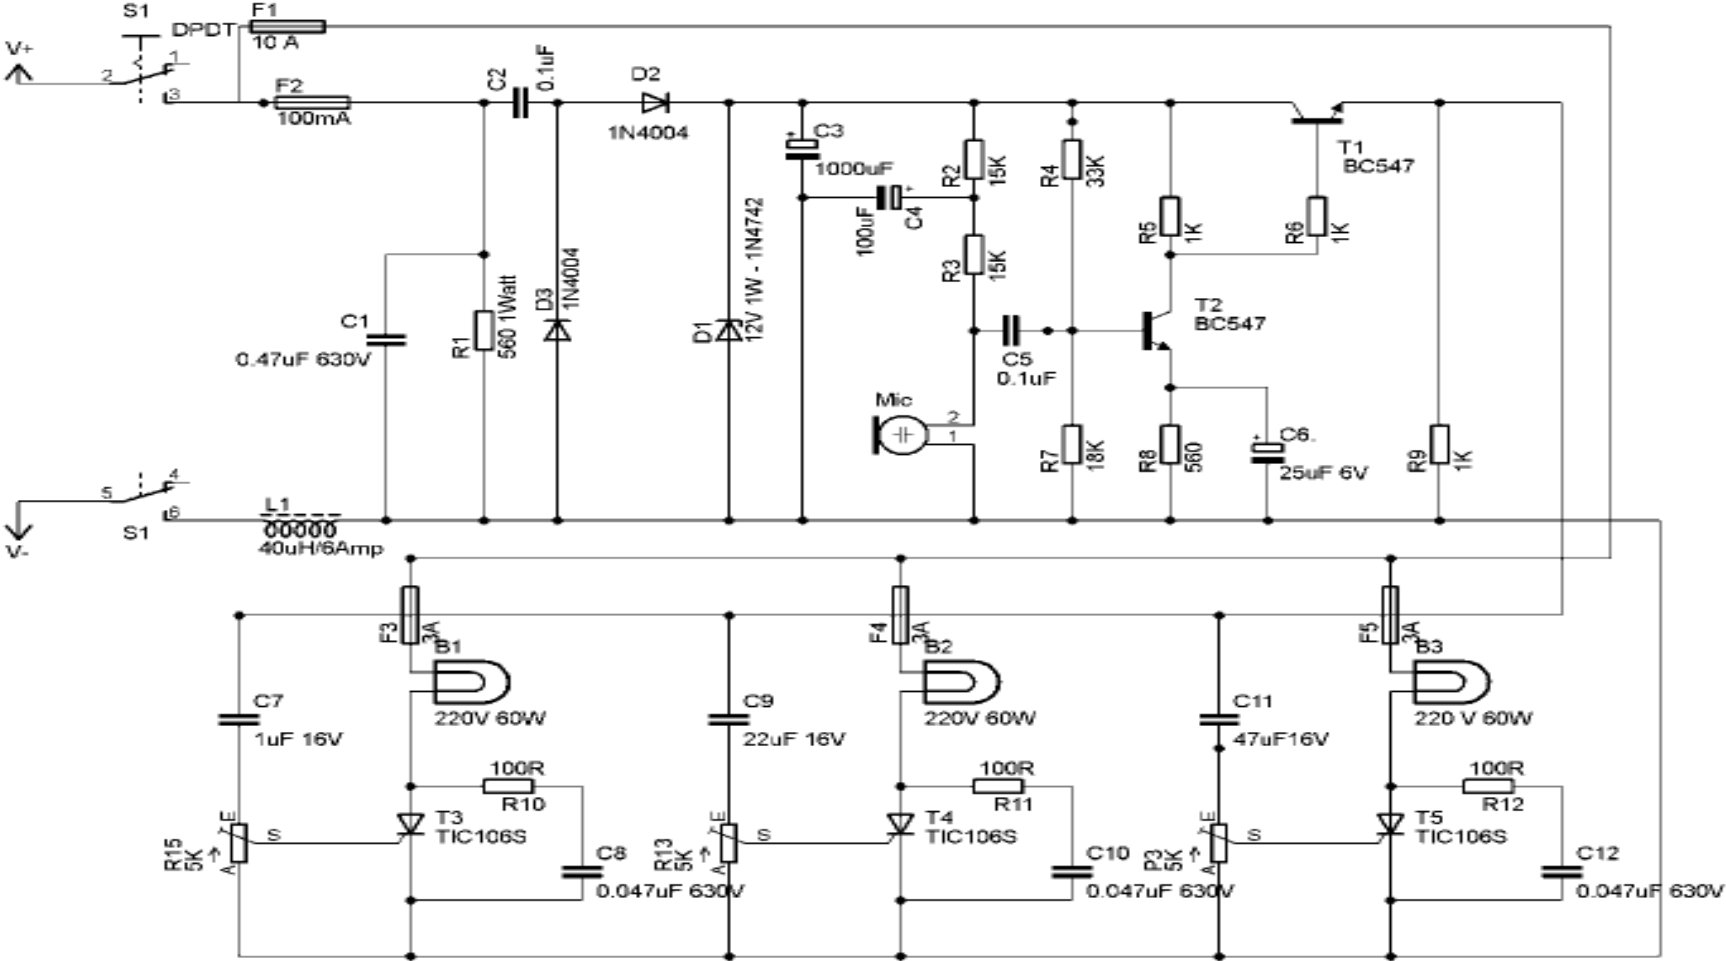 S1
DPDT
F1
10 A
V+
2
1
3
F2
100mA
C2
0.1uF
D2
1N4004
C3
1000uF
100uF
C4
R2
15K
R3
15K
R4
33K
R5
1K
R6
1K
T1
BC547
C1
0.47uF 630V
R1
560 1Watt
D3
1N4004
D1
12V 1W - 1N4742
C5
0.1uF
T2
BC547
Mic
2
1
R7
18K
R8
560
C6.
25uF 6V
R9
1K
5
4
6
V-
S1
L1
40uH/6Amp
F3
3A
B1
220V 60W
F4
3A
B2
220V 60W
F5
3A
B3
220 V 60W
C7
1uF 16V
C9
22uF 16V
C11
47uF16V
100R
R10
100R
R11
100R
R12
R15
5K
E
S
A
T3
TIC106S
C8
0.047uF 630V
R13
5K
E
S
A
T4
TIC106S
C10
0.047uF 630V
P3
5K
E
S
A
T5
TIC106S
C12
0.047uF 630V